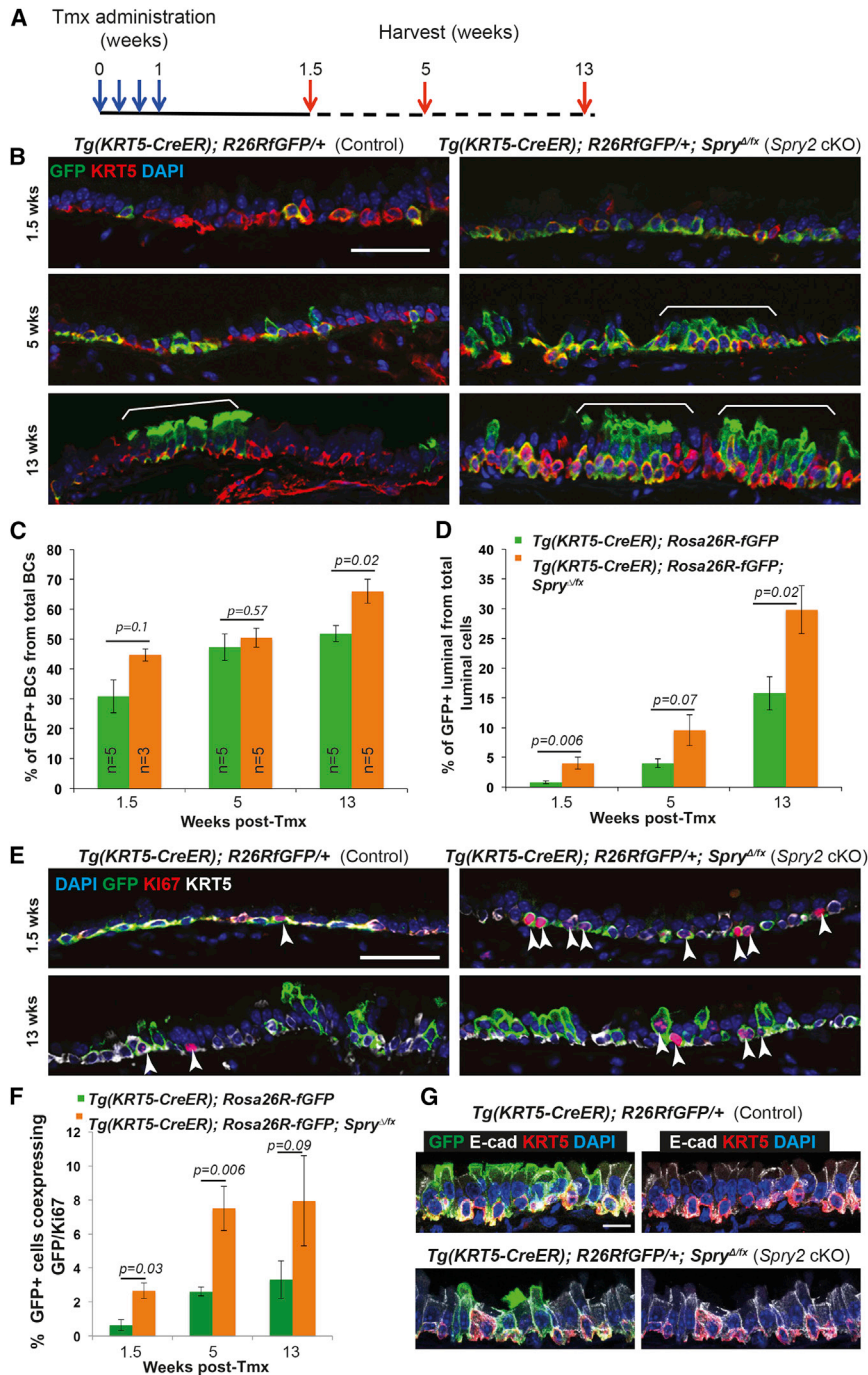 A
Tmx administration
(weeks)
Harvest (weeks)
0 1 1.5 5 13
B
Tg(KRT5-CreER); R26RfGFP/+ (Control)
Tg(KRT5-CreER); R26RfGFP/+; SpryΔ/fx (Spry2 cKO)
GFP KRT5 DAPI
1.5 wks
5 wks
13 wks
C
% of GFP+ BCs from total BCs
80
70
60
50
40
30
20
10
0
p=0.1
p=0.57
p=0.02
n=5 n=3 n=5 n=5 n=5 n=5
1.5 5 13
Weeks post-Tmx
D
Tg(KRT5-CreER); Rosa26R-fGFP
Tg(KRT5-CreER); Rosa26R-fGFP;
SpryΔ/fx
% of GFP+ luminal from total
luminal cells
40
35
30
25
20
15
10
5
0
p=0.006
p=0.07
p=0.02
1.5 5 13
Weeks post-Tmx
E
Tg(KRT5-CreER); R26RfGFP/+ (Control)
Tg(KRT5-CreER); R26RfGFP/+; SpryΔ/fx (Spry2 cKO)
DAPI GFP KI67 KRT5
1.5 wks
13 wks
F
Tg(KRT5-CreER); Rosa26R-fGFP
Tg(KRT5-CreER); Rosa26R-fGFP; SpryΔ/fx
% GFP+ cells coexpressing
GFP/Ki67
12
10
8
6
4
2
0
p=0.03
p=0.006
p=0.09
1.5 5 13
Weeks post-Tmx
G
Tg(KRT5-CreER); R26RfGFP/+ (Control)
GFP E-cad KRT5 DAPI
E-cad KRT5 DAPI
Tg(KRT5-CreER); R26RfGFP/+; SpryΔ/fx (Spry2 cKO)